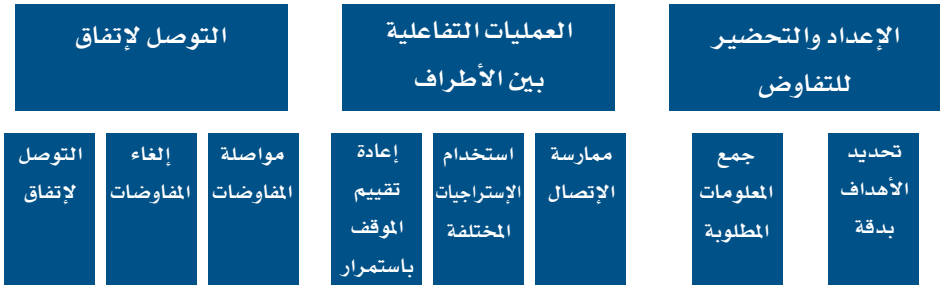 الإعداد والتحضير
للتفاوض
العمليات التفاعلية
بين الأطراف
التوصل لإتفاق
تحديد
الأهداف
بدقة
جمع
المعلومات
المطلوبة
ممارسة
الإتصال
استخدام
الإستراجيات
المختلفة
إعادة
تقييم
الموقف
باستمرار
مواصلة
المفاوضات
إلغاء
المفاوضات
التوصل
لإتفاق